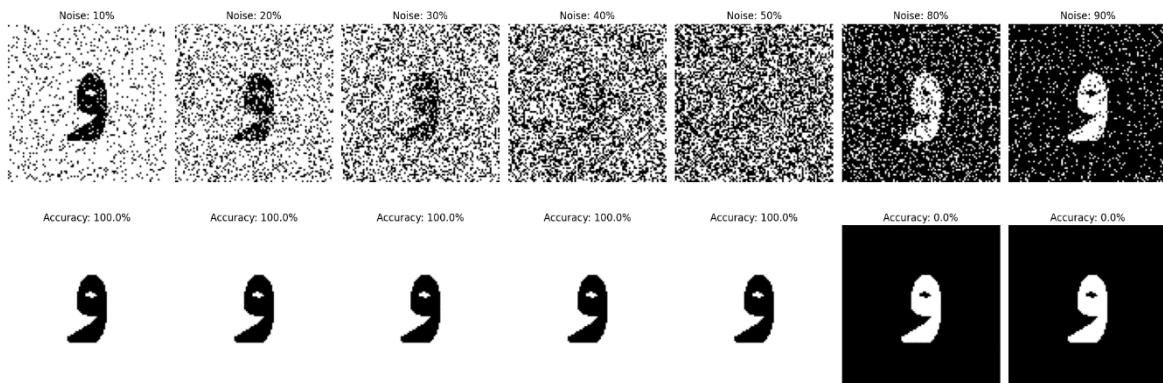 Noise: 10% Noise: 20% Noise: 30% Noise: 40% Noise: 50% Noise: 80% Noise: 90%
و و و و و
Accuracy: 100.0% Accuracy: 100.0% Accuracy: 100.0% Accuracy: 100.0% Accuracy: 100.0% Accuracy: 0.0% Accuracy: 0.0%
و و و و و و و